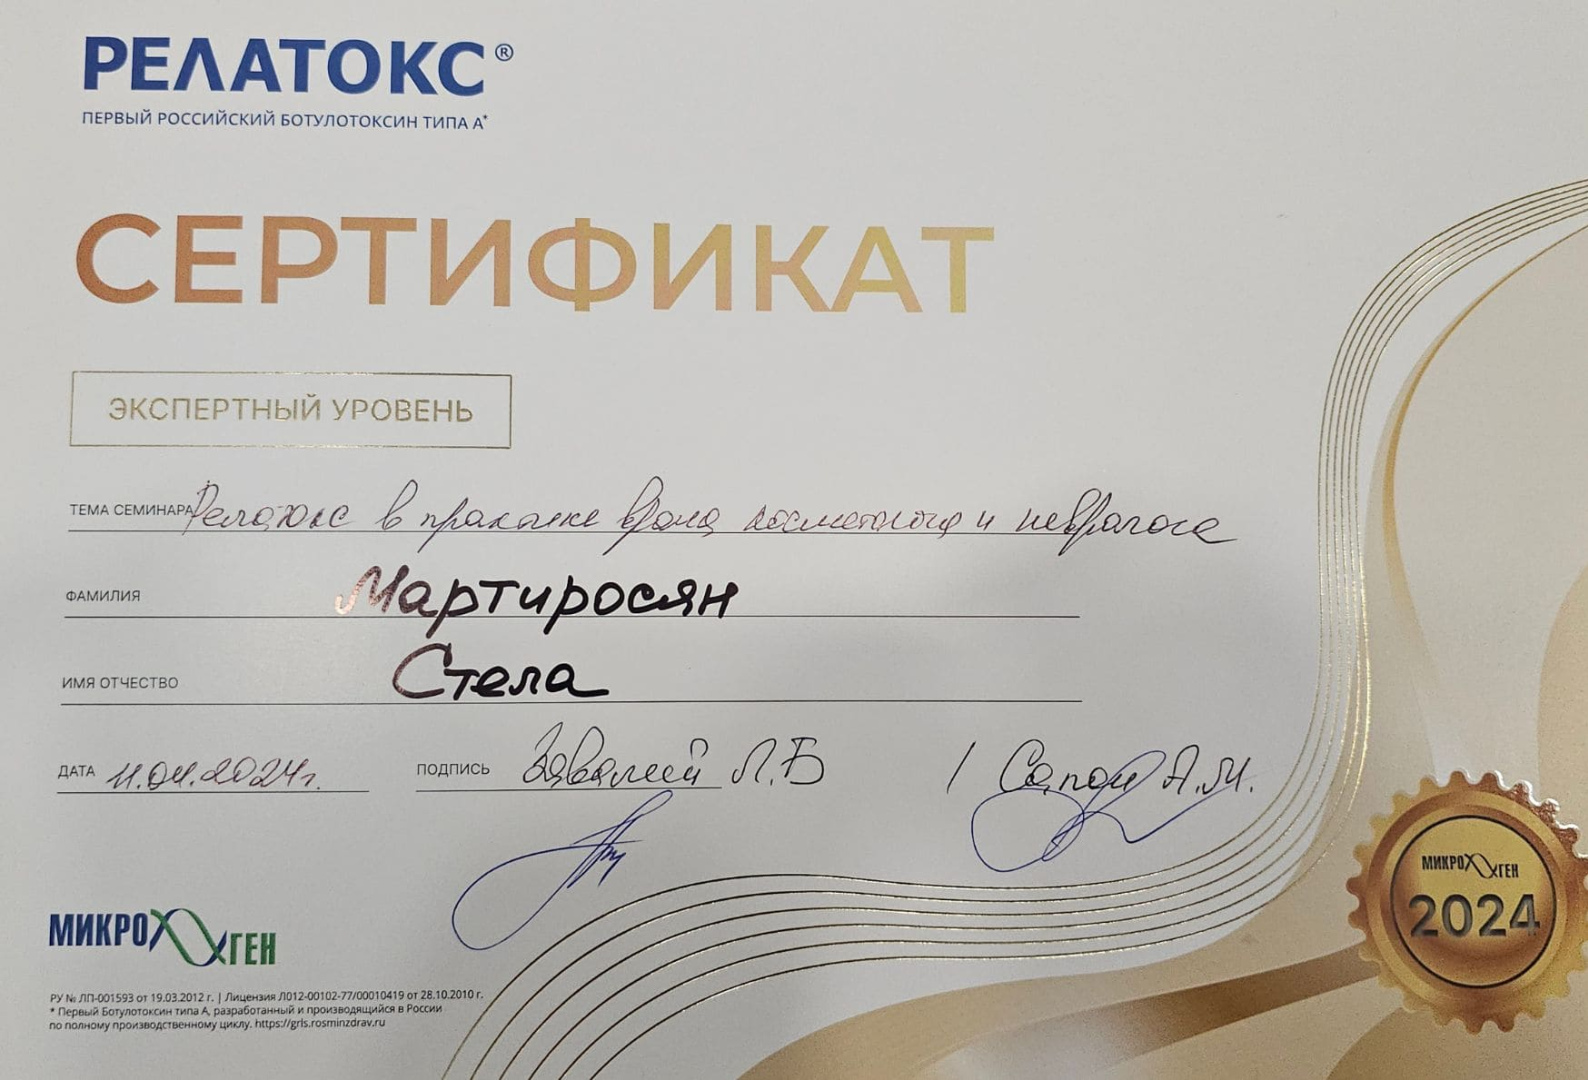 РЕЛАТОКС®
ПЕРВЫЙ РОССИЙСКИЙ БОТУЛОТОКСИН ТИПА А*
СЕРТИФИКАТ
ЭКСПЕРТНЫЙ УРОВЕНЬ
ТЕМА СЕМИНАРА Релатокс в практике врача косметолога и невролога
ФАМИЛИЯ Мартиросян
ИМЯ ОТЧЕСТВО Стела
ДАТА 11.04.2024г. ПОДПИСЬ Завалий Л.Б / А.М.
МИКРОГЕН
2024
МИКРОГЕН
РУ № ЛП-001593 от 19.03.2012 г. | Лицензия Л012-00102-77/00010419 от 28.10.2010 г.
* Первый Ботулотоксин типа А, разработанный и производящийся в России
по полному производственному циклу. https://grls.rosminzdrav.ru